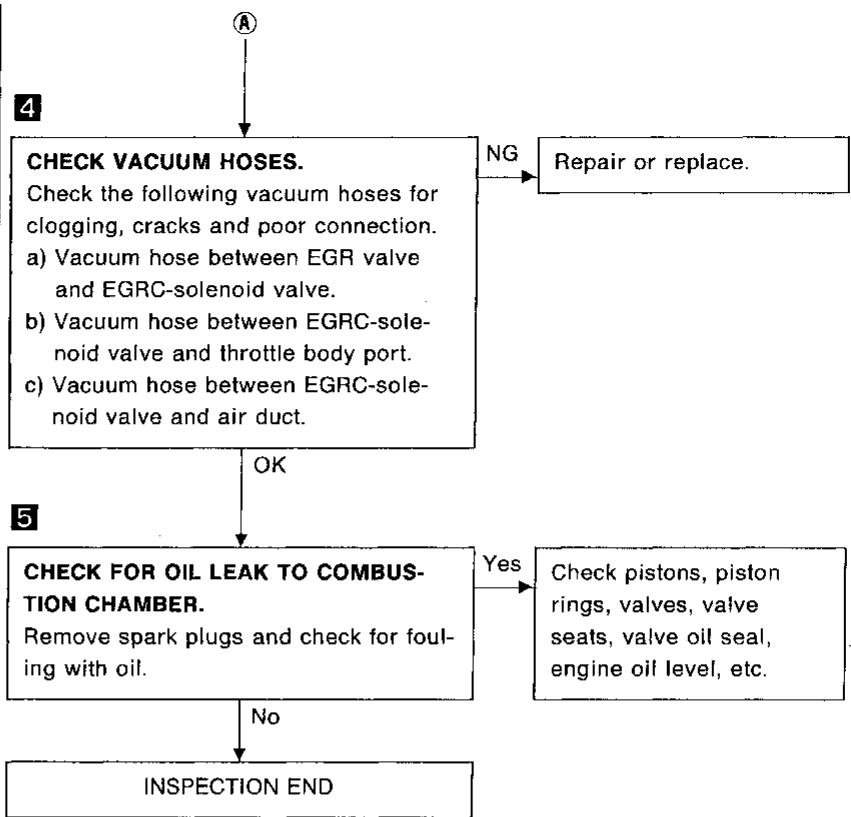 A
4
CHECK VACUUM HOSES.
Check the following vacuum hoses for
clogging, cracks and poor connection.
a) Vacuum hose between EGR valve
and EGRC-solenoid valve.
b) Vacuum hose between EGRC-sole-
noid valve and throttle body port.
c) Vacuum hose between EGRC-sole-
noid valve and air duct.
NG
Repair or replace.
OK
5
CHECK FOR OIL LEAK TO COMBUS-
TION CHAMBER.
Remove spark plugs and check for foul-
ing with oil.
Yes
Check pistons, piston
rings, valves, valve
seats, valve oil seal,
engine oil level, etc.
No
INSPECTION END